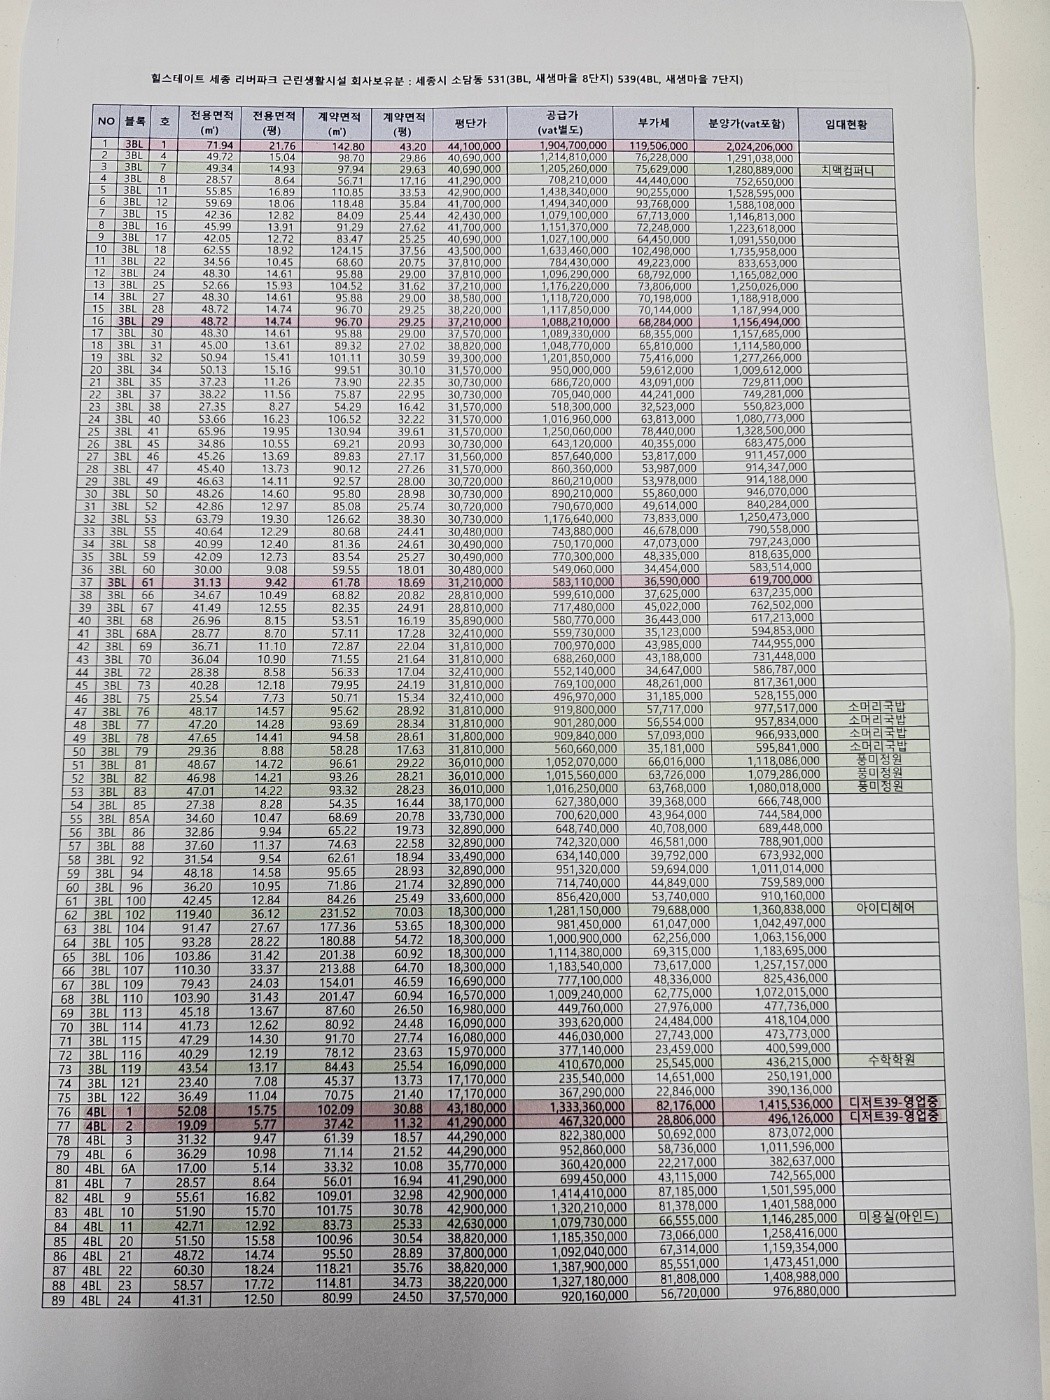 힐스테이트 세종 리버파크 근린생활시설 회사보유분 : 세종시 소담동 531(3BL, 새샘마을 8단지) 539(4BL, 새샘마을 7단지)
NO 블록 호 전용면적(㎡) 전용면적(평) 계약면적(㎡) 계약면적(평) 평단가 공급가(vat별도) 부가세 분양가(vat포함) 임대현황
1 3BL 1 71.94 21.76 142.80 43.20 44,100,000 1,904,700,000 119,506,000 2,024,206,000
2 3BL 4 49.72 15.04 98.70 29.86 40,690,000 1,214,810,000 76,228,000 1,291,038,000
3 3BL 7 49.34 14.93 97.94 29.63 40,690,000 1,205,260,000 75,629,000 1,280,889,000 치맥컴퍼니
4 3BL 8 28.57 8.64 56.71 17.16 41,290,000 708,210,000 44,440,000 752,650,000
5 3BL 11 55.85 16.89 110.85 33.53 42,900,000 1,438,340,000 90,255,000 1,528,595,000
6 3BL 12 59.69 18.06 118.48 35.84 41,700,000 1,494,340,000 93,768,000 1,588,108,000
7 3BL 15 42.36 12.82 84.09 25.44 42,430,000 1,079,100,000 67,713,000 1,146,813,000
8 3BL 16 45.99 13.91 91.29 27.62 41,700,000 1,151,370,000 72,248,000 1,223,618,000
9 3BL 17 42.05 12.72 83.47 25.25 40,690,000 1,027,100,000 64,450,000 1,091,550,000
10 3BL 18 62.55 18.92 124.15 37.56 43,500,000 1,633,460,000 102,498,000 1,735,958,000
11 3BL 22 34.56 10.45 68.60 20.75 37,810,000 784,430,000 49,223,000 833,653,000
12 3BL 24 48.30 14.61 95.88 29.00 37,810,000 1,096,290,000 68,792,000 1,165,082,000
13 3BL 25 52.66 15.93 104.52 31.62 37,210,000 1,176,220,000 73,806,000 1,250,026,000
14 3BL 27 48.30 14.61 95.88 29.00 38,580,000 1,118,720,000 70,198,000 1,188,918,000
15 3BL 28 48.72 14.74 96.70 29.25 38,220,000 1,117,850,000 70,144,000 1,187,994,000
16 3BL 29 48.72 14.74 96.70 29.25 37,210,000 1,088,210,000 68,284,000 1,156,494,000
17 3BL 30 48.30 14.61 95.88 29.00 37,570,000 1,089,330,000 68,355,000 1,157,685,000
18 3BL 31 45.00 13.61 89.32 27.02 38,820,000 1,048,770,000 65,810,000 1,114,580,000
19 3BL 32 50.94 15.41 101.11 30.59 39,300,000 1,201,850,000 75,416,000 1,277,266,000
20 3BL 34 50.13 15.16 99.51 30.10 31,570,000 950,000,000 59,612,000 1,009,612,000
21 3BL 35 37.23 11.26 73.90 22.35 30,730,000 686,720,000 43,091,000 729,811,000
22 3BL 37 38.22 11.56 75.87 22.95 30,730,000 705,040,000 44,241,000 749,281,000
23 3BL 38 27.35 8.27 54.29 16.42 31,570,000 518,300,000 32,523,000 550,823,000
24 3BL 40 53.66 16.23 106.52 32.22 31,570,000 1,016,960,000 63,813,000 1,080,773,000
25 3BL 41 65.96 19.95 130.94 39.61 31,570,000 1,250,060,000 78,440,000 1,328,500,000
26 3BL 45 34.86 10.55 69.21 20.93 30,730,000 643,120,000 40,355,000 683,475,000
27 3BL 46 45.26 13.69 89.83 27.17 31,560,000 857,640,000 53,817,000 911,457,000
28 3BL 47 45.40 13.73 90.12 27.26 31,570,000 860,360,000 53,987,000 914,347,000
29 3BL 49 46.63 14.11 92.57 28.00 30,720,000 860,210,000 53,978,000 914,188,000
30 3BL 50 48.26 14.60 95.80 28.98 30,730,000 890,210,000 55,860,000 946,070,000
31 3BL 52 42.86 12.97 85.08 25.74 30,720,000 790,670,000 49,614,000 840,284,000
32 3BL 53 63.79 19.30 126.62 38.30 30,730,000 1,176,640,000 73,833,000 1,250,473,000
33 3BL 55 40.64 12.29 80.68 24.41 30,480,000 743,880,000 46,678,000 790,558,000
34 3BL 58 40.99 12.40 81.36 24.61 30,490,000 750,170,000 47,073,000 797,243,000
35 3BL 59 42.09 12.73 83.54 25.27 30,490,000 770,300,000 48,335,000 818,635,000
36 3BL 60 30.00 9.08 59.55 18.01 30,480,000 549,060,000 34,454,000 583,514,000
37 3BL 61 31.13 9.42 61.78 18.69 31,210,000 583,110,000 36,590,000 619,700,000
38 3BL 66 34.67 10.49 68.82 20.82 28,810,000 599,610,000 37,625,000 637,235,000
39 3BL 67 41.49 12.55 82.35 24.91 28,810,000 717,480,000 45,022,000 762,502,000
40 3BL 68 26.96 8.15 53.51 16.19 35,890,000 580,770,000 36,443,000 617,213,000
41 3BL 68A 28.77 8.70 57.11 17.28 32,410,000 559,730,000 35,123,000 594,853,000
42 3BL 69 36.71 11.10 72.87 22.04 31,810,000 700,970,000 43,985,000 744,955,000
43 3BL 70 36.04 10.90 71.55 21.64 31,810,000 688,260,000 43,188,000 731,448,000
44 3BL 72 28.38 8.58 56.33 17.04 32,410,000 552,140,000 34,647,000 586,787,000
45 3BL 73 40.28 12.18 79.95 24.19 31,810,000 769,100,000 48,261,000 817,361,000
46 3BL 75 25.54 7.73 50.71 15.34 32,410,000 496,970,000 31,185,000 528,155,000
47 3BL 76 48.17 14.57 95.62 28.92 31,810,000 919,800,000 57,717,000 977,517,000 소머리국밥
48 3BL 77 47.20 14.28 93.69 28.34 31,810,000 901,280,000 56,554,000 957,834,000 소머리국밥
49 3BL 78 47.65 14.41 94.58 28.61 31,800,000 909,840,000 57,093,000 966,933,000 소머리국밥
50 3BL 79 29.36 8.88 58.28 17.63 31,810,000 560,660,000 35,181,000 595,841,000 소머리국밥
51 3BL 81 48.67 14.72 96.61 29.22 36,010,000 1,052,070,000 66,016,000 1,118,086,000 풍미정원
52 3BL 82 46.98 14.21 93.26 28.21 36,010,000 1,015,560,000 63,726,000 1,079,286,000 풍미정원
53 3BL 83 47.01 14.22 93.32 28.23 36,010,000 1,016,250,000 63,768,000 1,080,018,000 풍미정원
54 3BL 85 27.38 8.28 54.35 16.44 38,170,000 627,380,000 39,368,000 666,748,000
55 3BL 85A 34.60 10.47 68.69 20.78 33,730,000 700,620,000 43,964,000 744,584,000
56 3BL 86 32.86 9.94 65.22 19.73 32,890,000 648,740,000 40,708,000 689,448,000
57 3BL 88 37.60 11.37 74.63 22.58 32,890,000 742,320,000 46,581,000 788,901,000
58 3BL 92 31.54 9.54 62.61 18.94 33,490,000 634,140,000 39,792,000 673,932,000
59 3BL 94 48.18 14.58 95.65 28.93 32,890,000 951,320,000 59,694,000 1,011,014,000
60 3BL 96 36.20 10.95 71.86 21.74 32,890,000 714,740,000 44,849,000 759,589,000
61 3BL 100 42.45 12.84 84.26 25.49 33,600,000 856,420,000 53,740,000 910,160,000
62 3BL 102 119.40 36.12 231.52 70.03 18,300,000 1,281,150,000 79,688,000 1,360,838,000 아이디헤어
63 3BL 104 91.47 27.67 177.36 53.65 18,300,000 981,450,000 61,047,000 1,042,497,000
64 3BL 105 93.28 28.22 180.88 54.72 18,300,000 1,000,900,000 62,256,000 1,063,156,000
65 3BL 106 103.86 31.42 201.38 60.92 18,300,000 1,114,380,000 69,315,000 1,183,695,000
66 3BL 107 110.30 33.37 213.88 64.70 18,300,000 1,183,540,000 73,617,000 1,257,157,000
67 3BL 109 79.43 24.03 154.01 46.59 16,690,000 777,100,000 48,336,000 825,436,000
68 3BL 110 103.90 31.43 201.47 60.94 16,570,000 1,009,240,000 62,775,000 1,072,015,000
69 3BL 113 45.18 13.67 87.60 26.50 16,980,000 449,760,000 27,976,000 477,736,000
70 3BL 114 41.73 12.62 80.92 24.48 16,090,000 393,620,000 24,484,000 418,104,000
71 3BL 115 47.29 14.30 91.70 27.74 16,080,000 446,030,000 27,743,000 473,773,000
72 3BL 116 40.29 12.19 78.12 23.63 15,970,000 377,140,000 23,459,000 400,599,000
73 3BL 119 43.54 13.17 84.43 25.54 16,090,000 410,670,000 25,545,000 436,215,000 수학학원
74 3BL 121 23.40 7.08 45.37 13.73 17,170,000 235,540,000 14,651,000 250,191,000
75 3BL 122 36.49 11.04 70.75 21.40 17,170,000 367,290,000 22,846,000 390,136,000
76 4BL 1 52.08 15.75 102.09 30.88 43,180,000 1,333,360,000 82,176,000 1,415,536,000 디저트39-영업중
77 4BL 2 19.09 5.77 37.42 11.32 41,290,000 467,320,000 28,806,000 496,126,000 디저트39-영업중
78 4BL 3 31.32 9.47 61.39 18.57 44,290,000 822,380,000 50,692,000 873,072,000
79 4BL 6 36.29 10.98 71.14 21.52 44,290,000 952,860,000 58,736,000 1,011,596,000
80 4BL 6A 17.00 5.14 33.32 10.08 35,770,000 360,420,000 22,217,000 382,637,000
81 4BL 7 28.57 8.64 56.01 16.94 41,290,000 699,450,000 43,115,000 742,565,000
82 4BL 9 55.61 16.82 109.01 32.98 42,900,000 1,414,410,000 87,185,000 1,501,595,000
83 4BL 10 51.90 15.70 101.75 30.78 42,900,000 1,320,210,000 81,378,000 1,401,588,000
84 4BL 11 42.71 12.92 83.73 25.33 42,630,000 1,079,730,000 66,555,000 1,146,285,000 미용실(아인드)
85 4BL 20 51.50 15.58 100.96 30.54 38,820,000 1,185,350,000 73,066,000 1,258,416,000
86 4BL 21 48.72 14.74 95.50 28.89 37,800,000 1,092,040,000 67,314,000 1,159,354,000
87 4BL 22 60.30 18.24 118.21 35.76 38,820,000 1,387,900,000 85,551,000 1,473,451,000
88 4BL 23 58.57 17.72 114.81 34.73 38,220,000 1,327,180,000 81,808,000 1,408,988,000
89 4BL 24 41.31 12.50 80.99 24.50 37,570,000 920,160,000 56,720,000 976,880,000